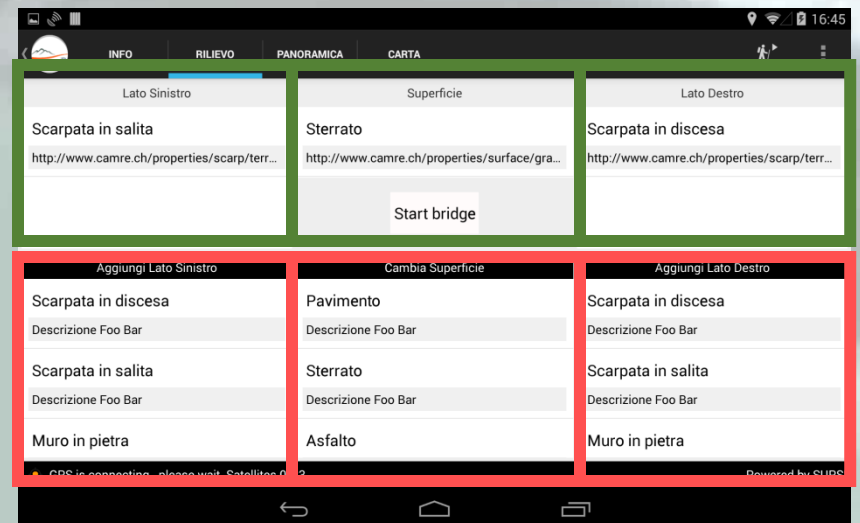 16:45
INFO RILIEVO PANORAMICA CARTA
Lato Sinistro Superficie Lato Destro
Scarpata in salita Sterrato Scarpata in discesa
http://www.camre.ch/properties/scarp/terr... http://www.camre.ch/properties/surface/gra... http://www.camre.ch/properties/scarp/terr...
Start bridge
Aggiungi Lato Sinistro Cambia Superficie Aggiungi Lato Destro
Scarpata in discesa Pavimento Scarpata in discesa
Descrizione Foo Bar Descrizione Foo Bar Descrizione Foo Bar
Scarpata in salita Sterrato Scarpata in salita
Descrizione Foo Bar Descrizione Foo Bar Descrizione Foo Bar
Muro in pietra Asfalto Muro in pietra
GPS is connecting, please wait. Satellites Powered by